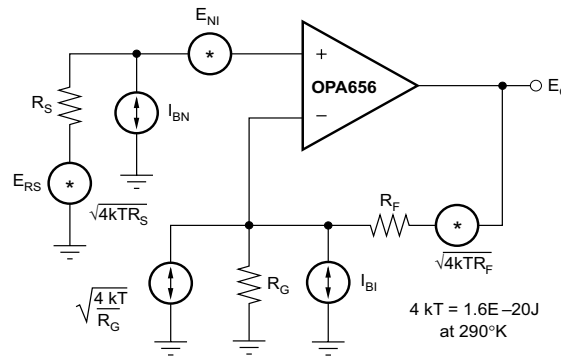 E_NI
+
OPA656
−
E_O
R_S
*
I_BN
E_RS
*
√4kTR_S
R_F
*
√4kTR_F
√(4 kT/R_G)
R_G
I_BI
4 kT = 1.6E –20J
at 290°K